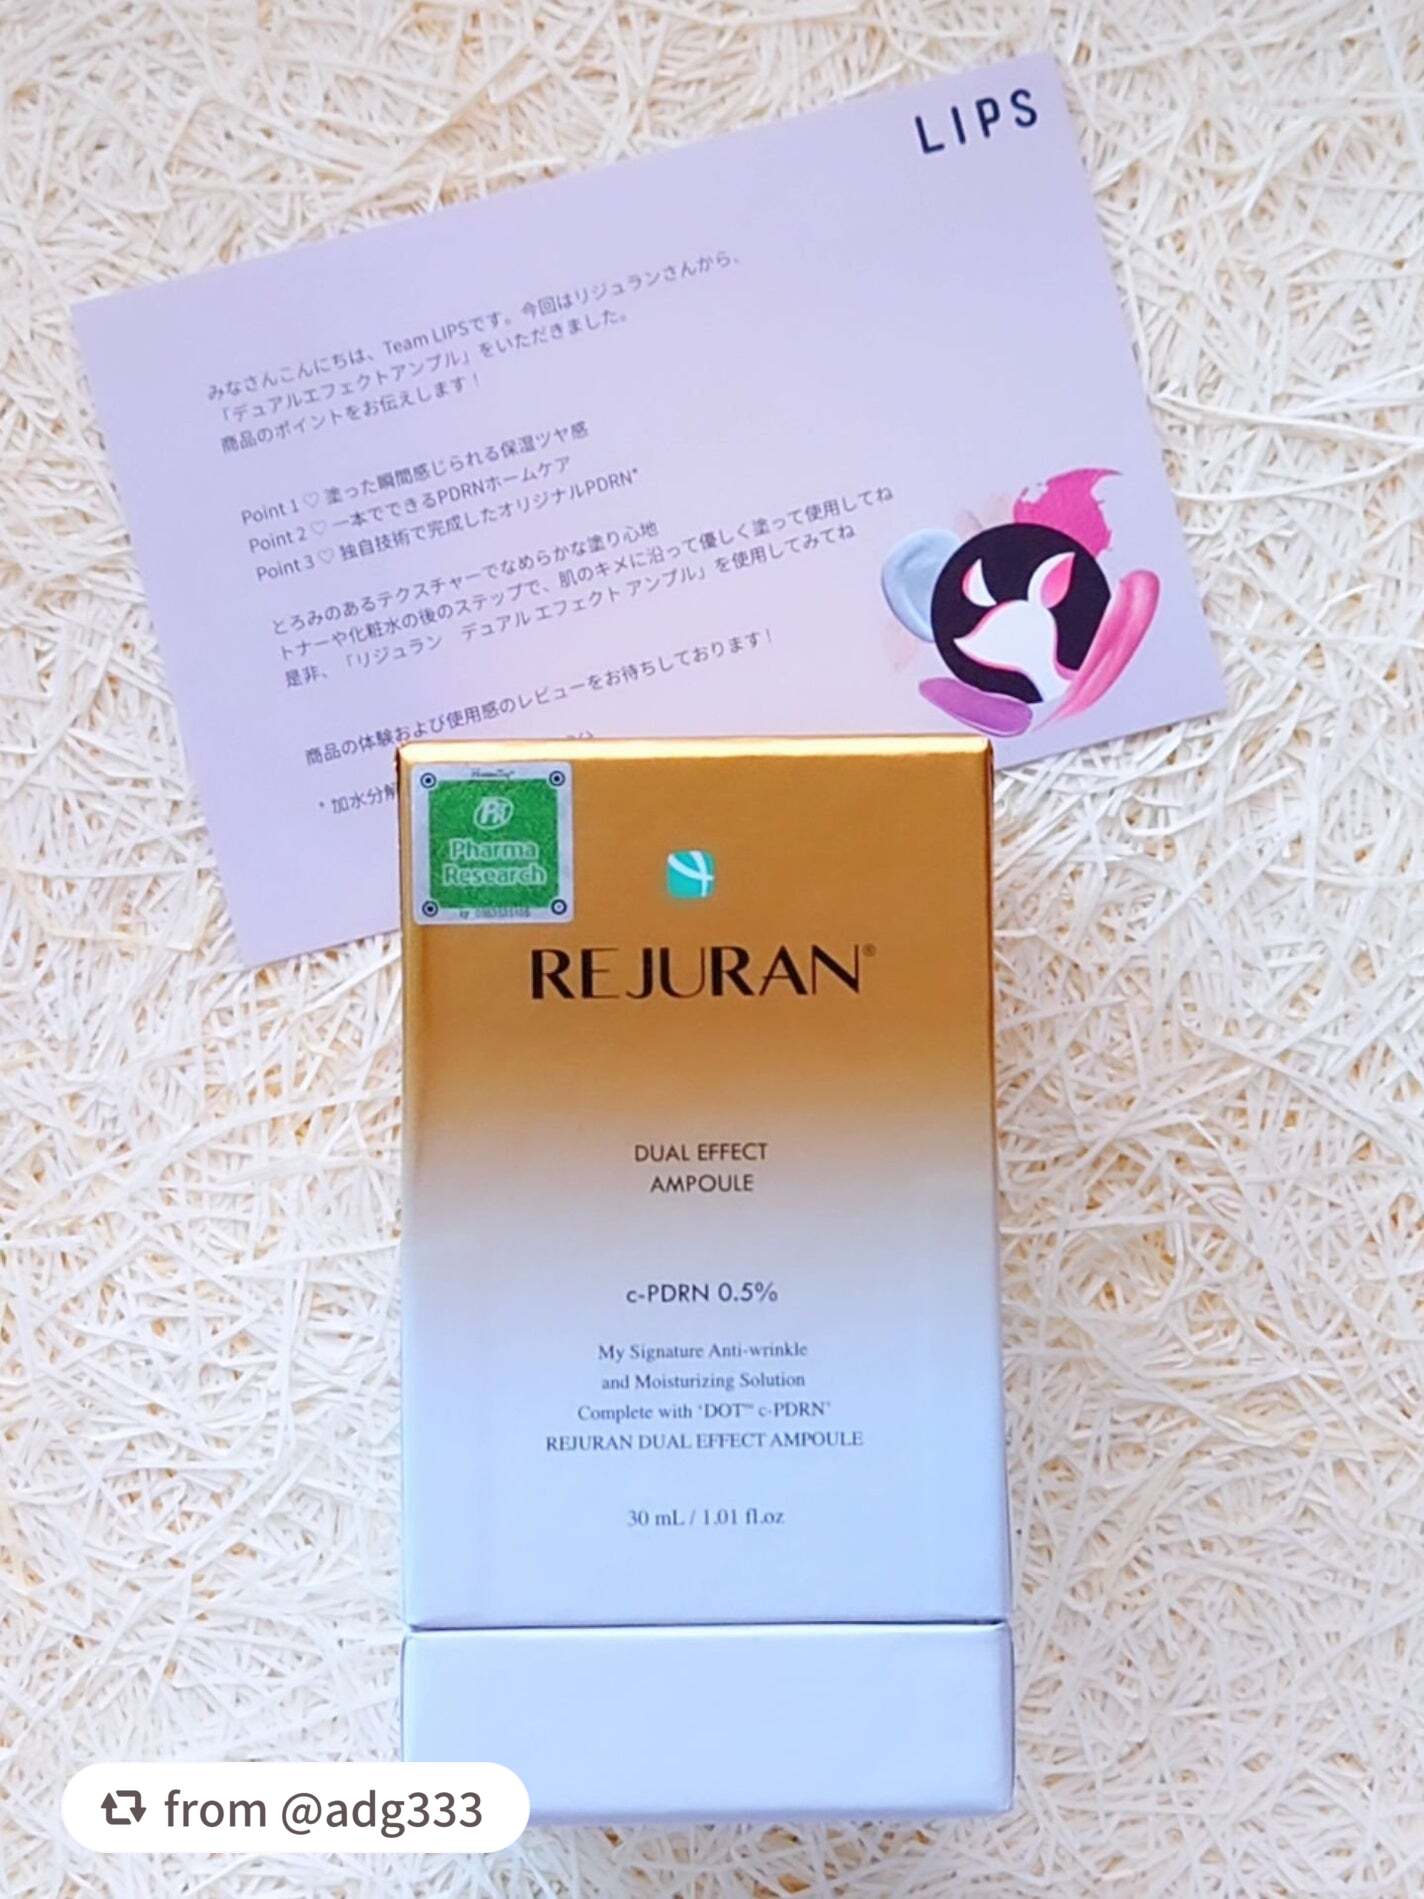 LIPS
みなさんこんにちは、Team LIPSです。今回はリジュランさんから、
「デュアルエフェクトアンプル」をいただきました。
商品のポイントをお伝えします！
Point 1 ♡ 塗った瞬間感じられる保湿ツヤ感
Point 2 ♡ 一本でできるPDRNホームケア
Point 3 ♡ 独自技術で完成したオリジナルPDRN*
とろみのあるテクスチャーでなめらかな塗り心地
トナーや化粧水の後のステップで、肌のキメに沿って優しく塗って使用してね
是非、「リジュラン　デュアル エフェクト アンプル」を使用してみてね
商品の体験および使用感のレビューをお待ちしております！
* 加水分解
Pharma
Research
REJURAN®
DUAL EFFECT
AMPOULE
c-PDRN 0.5%
My Signature Anti-wrinkle
and Moisturizing Solution
Complete with ‘DOT™ c-PDRN’
REJURAN DUAL EFFECT AMPOULE
30 mL / 1.01 fl.oz
from @adg333